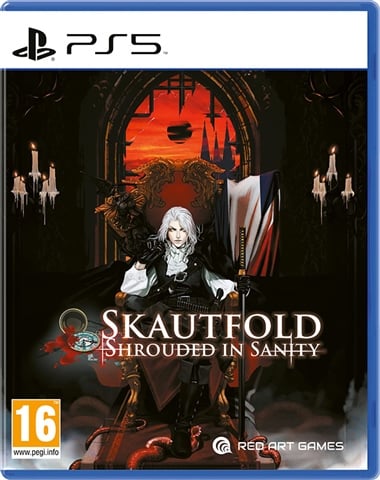 PS5
SKAUTFOLD
SHROUDED IN SANITY
16
www.pegi.info
RED ART GAMES